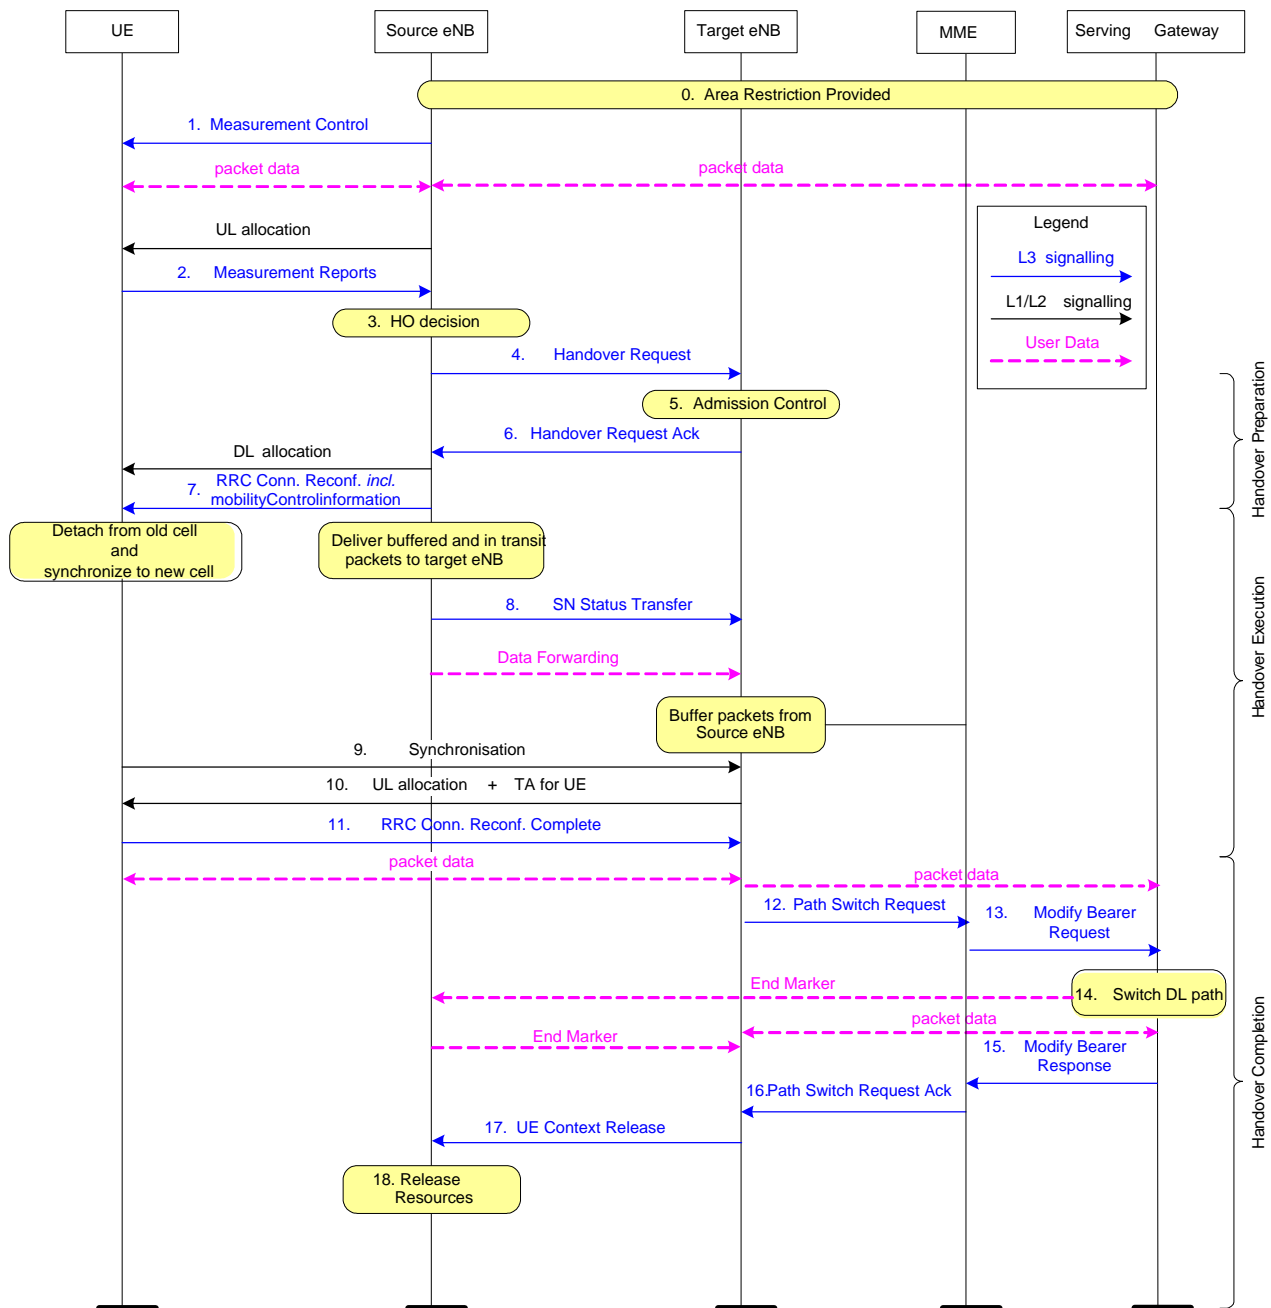 UE
Source eNB
Target eNB
MME
Serving Gateway
0. Area Restriction Provided
1. Measurement Control
packet data
packet data
UL allocation
Legend
L3 signalling
L1/L2 signalling
User Data
2. Measurement Reports
3. HO decision
4. Handover Request
5. Admission Control
6. Handover Request Ack
DL allocation
7. RRC Conn. Reconf. incl.
mobilityControlinformation
Handover Preparation
Detach from old cell
and
synchronize to new cell
Deliver buffered and in transit
packets to target eNB
8. SN Status Transfer
Data Forwarding
Buffer packets from
Source eNB
9. Synchronisation
10. UL allocation + TA for UE
11. RRC Conn. Reconf. Complete
Handover Execution
packet data
packet data
12. Path Switch Request
13. Modify Bearer
Request
End Marker
14. Switch DL path
packet data
End Marker
15. Modify Bearer
Response
16.Path Switch Request Ack
17. UE Context Release
18. Release
Resources
Handover Completion